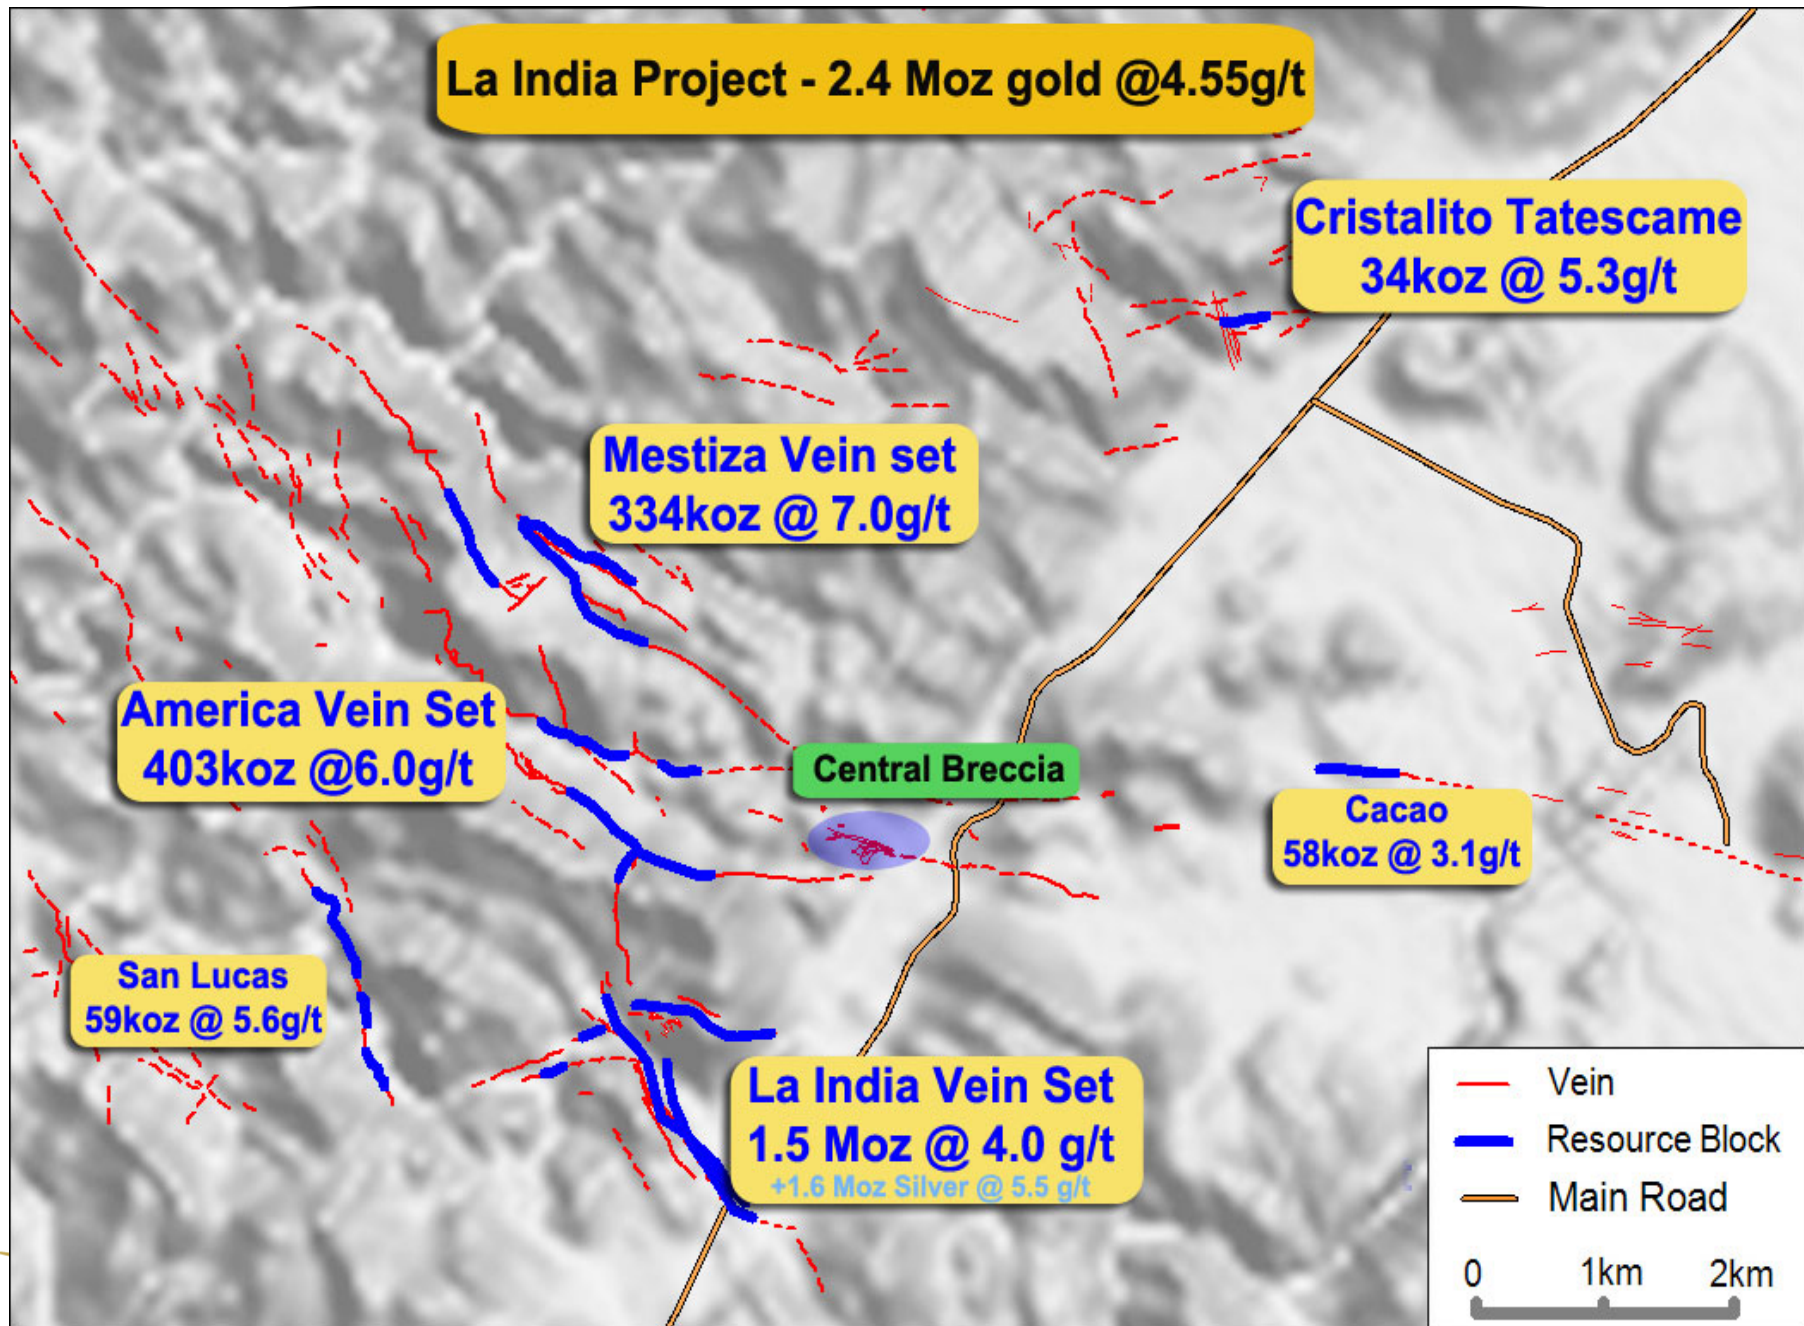 La India Project - 2.4 Moz gold @4.55g/t
Cristalito Tatescame
34koz @ 5.3g/t
Mestiza Vein set
334koz @ 7.0g/t
America Vein Set
403koz @6.0g/t
Central Breccia
Cacao
58koz @ 3.1g/t
San Lucas
59koz @ 5.6g/t
La India Vein Set
1.5 Moz @ 4.0 g/t
+1.6 Moz Silver @ 5.5 g/t
Vein
Resource Block
Main Road
0 1km 2km